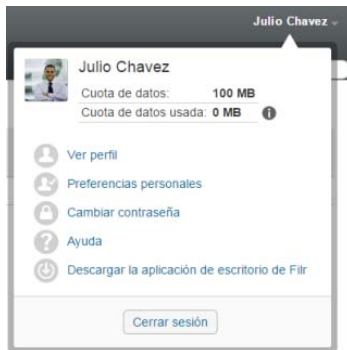 Julio Chavez
Julio Chavez
Cuota de datos: 100 MB
Cuota de datos usada: 0 MB
Ver perfil
Preferencias personales
Cambiar contraseña
Ayuda
Descargar la aplicación de escritorio de Filr
Cerrar sesión